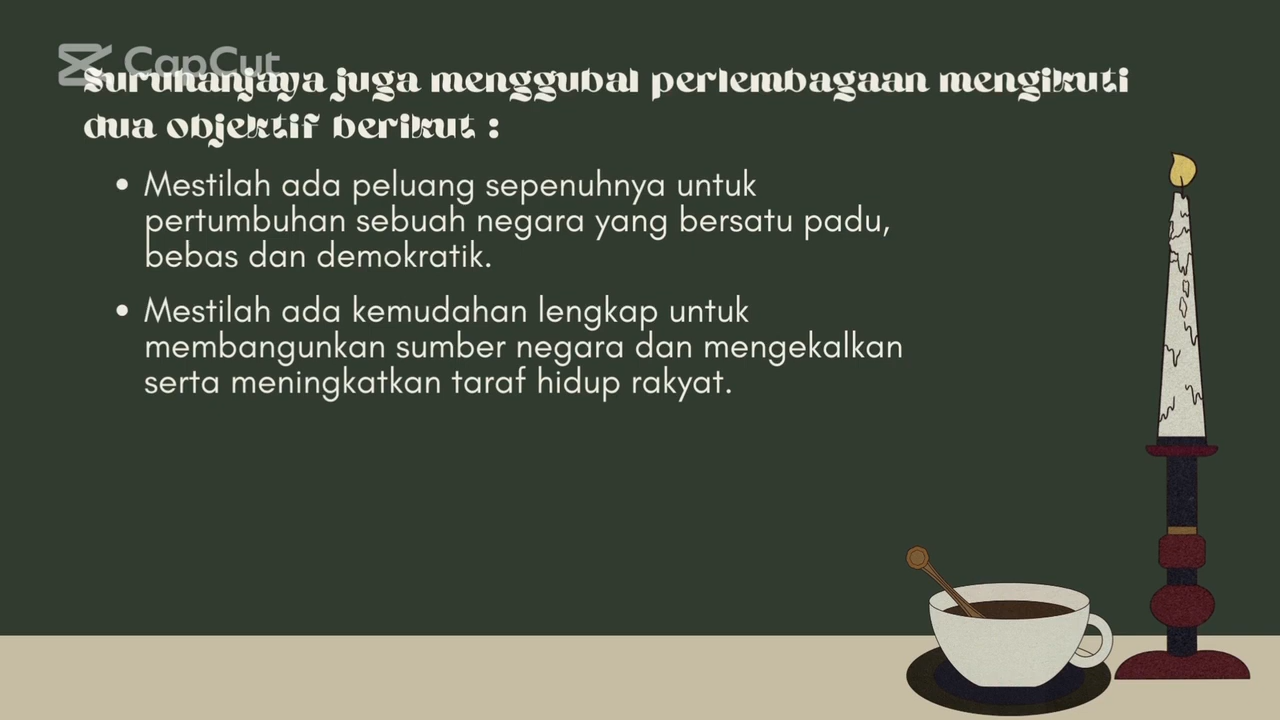 CapCut
Suruhanjaya juga menggubal perlembagaan mengikuti
dua objektif berikut :
• Mestilah ada peluang sepenuhnya untuk
pertumbuhan sebuah negara yang bersatu padu,
bebas dan demokratik.
• Mestilah ada kemudahan lengkap untuk
membangunkan sumber negara dan mengekalkan
serta meningkatkan taraf hidup rakyat.